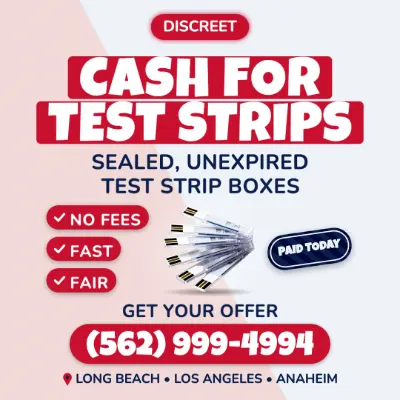 DISCREET
CASH FOR
TEST STRIPS
SEALED, UNEXPIRED
TEST STRIP BOXES
NO FEES
FAST
FAIR
PAID TODAY
GET YOUR OFFER
(562) 999-4994
LONG BEACH • LOS ANGELES • ANAHEIM